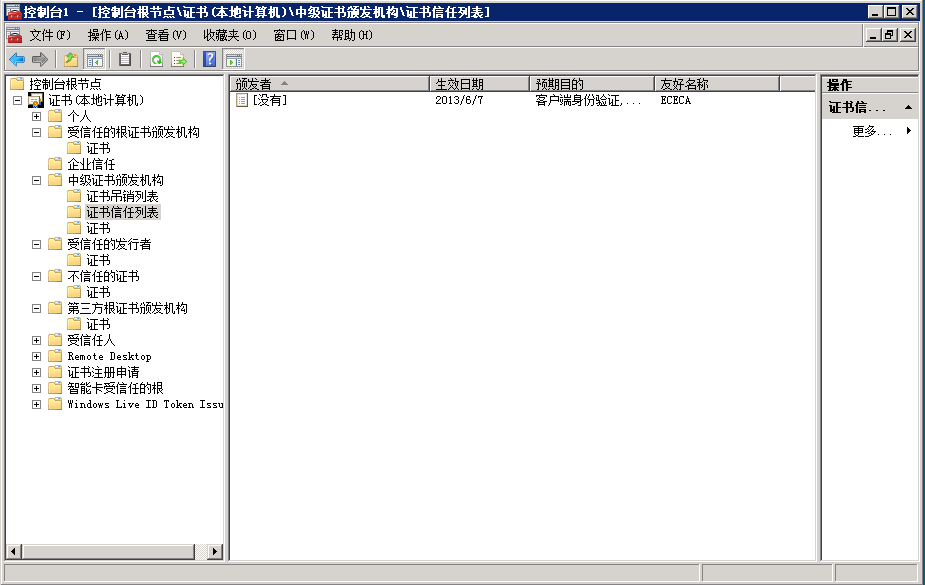 控制台1 - [控制台根节点\证书(本地计算机)\中级证书颁发机构\证书信任列表]
文件(F) 操作(A) 查看(V) 收藏夹(O) 窗口(W) 帮助(H)
控制台根节点
证书(本地计算机)
个人
受信任的根证书颁发机构
证书
企业信任
中级证书颁发机构
证书吊销列表
证书信任列表
证书
受信任的发行者
证书
不信任的证书
证书
第三方根证书颁发机构
证书
受信任人
Remote Desktop
证书注册申请
智能卡受信任的根
Windows Live ID Token Issu
颁发者 生效日期 预期目的 友好名称
[没有] 2013/6/7 客户端身份验证,... ECECA
操作
证书信...
更多...